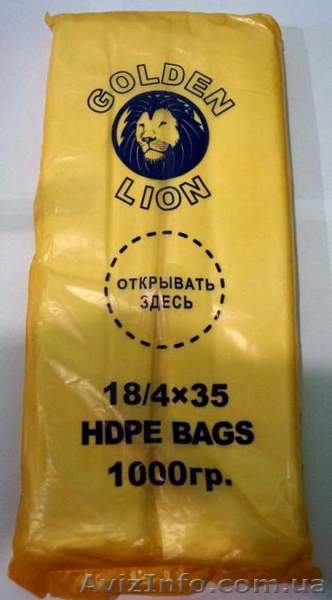 GOLDEN
LION
ОТКРЫВАТЬ
ЗДЕСЬ
18/4×35
HDPE BAGS
1000гр.
AvizInfo.com.ua